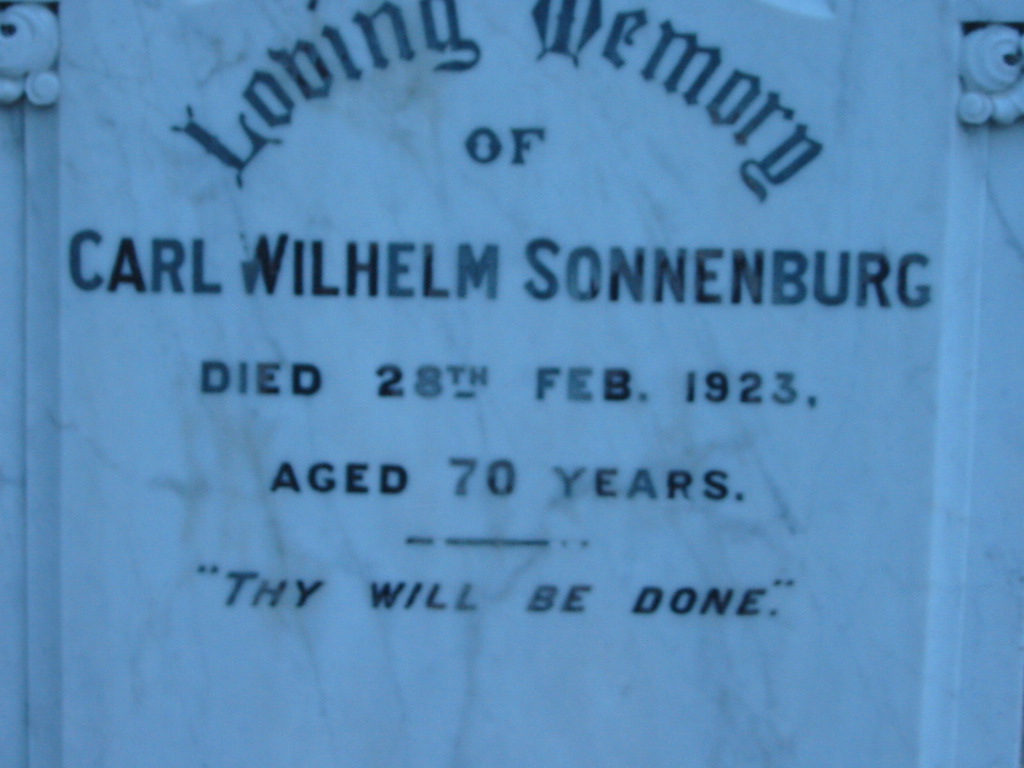 Loving Memory
OF
CARL WILHELM SONNENBURG
DIED 28TH FEB. 1923,
AGED 70 YEARS.
"THY WILL BE DONE."